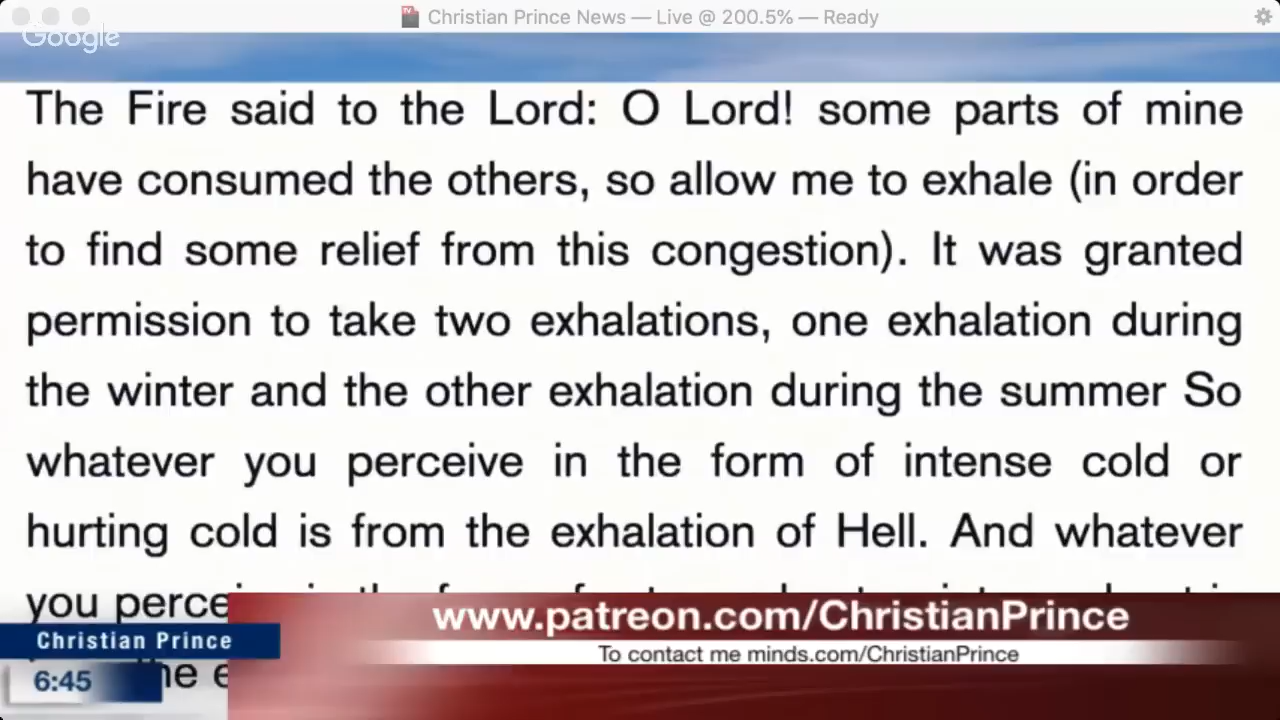 Christian Prince News — Live @ 200.5% — Ready
Google
The Fire said to the Lord: O Lord! some parts of mine
have consumed the others, so allow me to exhale (in order
to find some relief from this congestion). It was granted
permission to take two exhalations, one exhalation during
the winter and the other exhalation during the summer So
whatever you perceive in the form of intense cold or
hurting cold is from the exhalation of Hell. And whatever
you
www.patreon.com/ChristianPrince
Christian Prince
To contact me minds.com/ChristianPrince
6:45